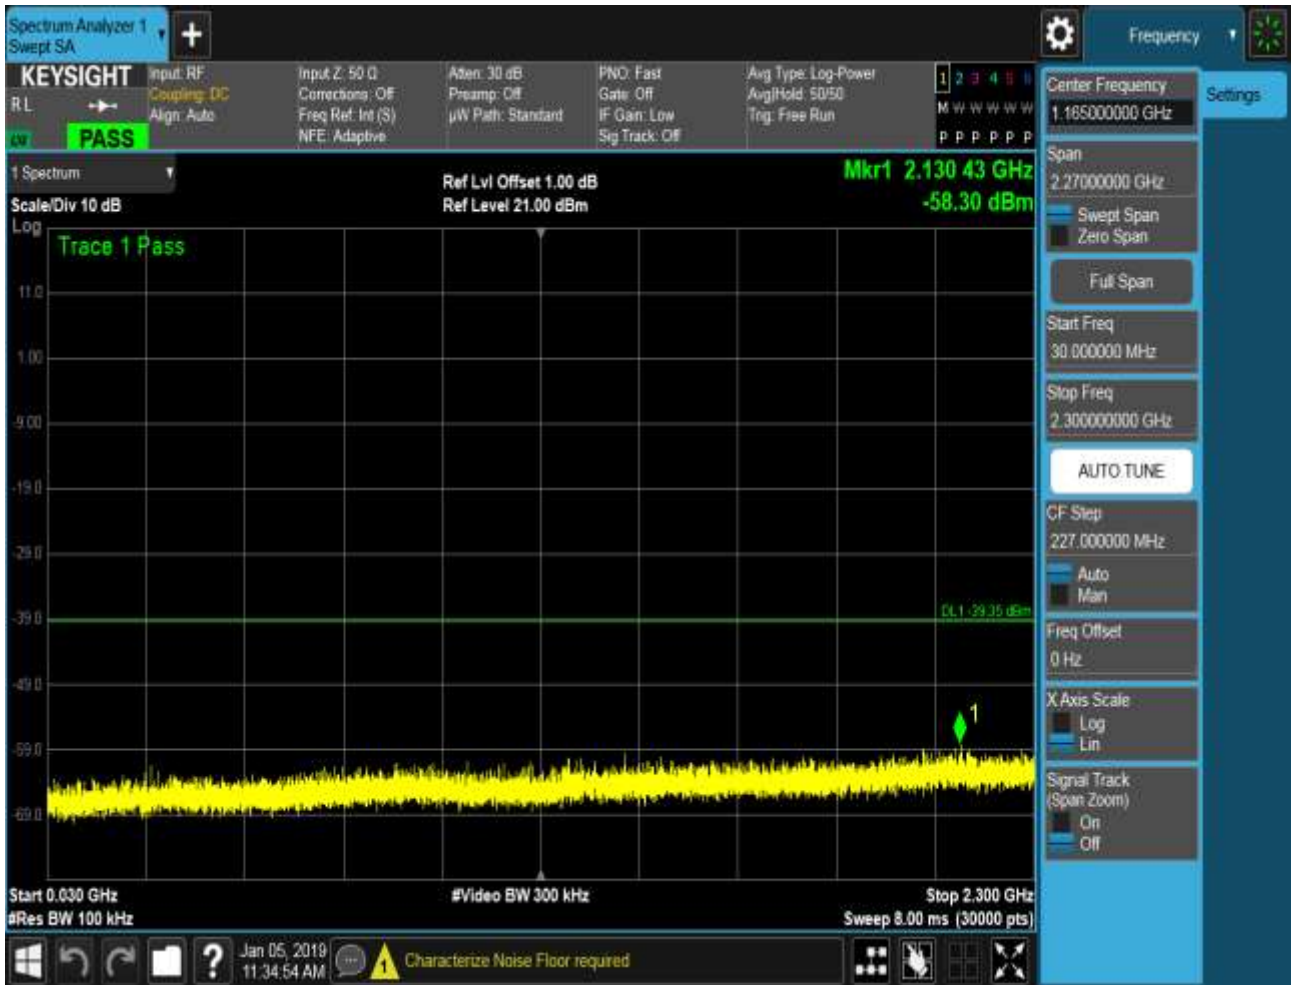 Spectrum Analyzer 1
Swept SA
+
Frequency
KEYSIGHT
RL
PASS
Input: RF
Coupling: DC
Align: Auto
Input Z: 50 Ω
Corrections: Off
Freq Ref: Int (S)
NFE: Adaptive
Atten: 30 dB
Preamp: Off
µW Path: Standard
PNO: Fast
Gate: Off
IF Gain: Low
Sig Track: Off
Avg Type: Log-Power
Avg|Hold: 50/50
Trig: Free Run
1 2 3 4 5 6
M W W W W W
P P P P P P
1 Spectrum
Scale/Div 10 dB
Ref Lvl Offset 1.00 dB
Ref Level 21.00 dBm
Mkr1 2.130 43 GHz
-58.30 dBm
Log
Trace 1 Pass
11.0
1.00
-9.00
-19.0
-29.0
-39.0
-49.0
-59.0
-69.0
DL1 -39.35 dBm
1
Start 0.030 GHz
#Res BW 100 kHz
#Video BW 300 kHz
Stop 2.300 GHz
Sweep 8.00 ms (30000 pts)
Center Frequency
1.165000000 GHz
Settings
Span
2.27000000 GHz
Swept Span
Zero Span
Full Span
Start Freq
30.000000 MHz
Stop Freq
2.300000000 GHz
AUTO TUNE
CF Step
227.000000 MHz
Auto
Man
Freq Offset
0 Hz
X Axis Scale
Log
Lin
Signal Track
(Span Zoom)
On
Off
?
Jan 05, 2019
11:34:54 AM
1
Characterize Noise Floor required